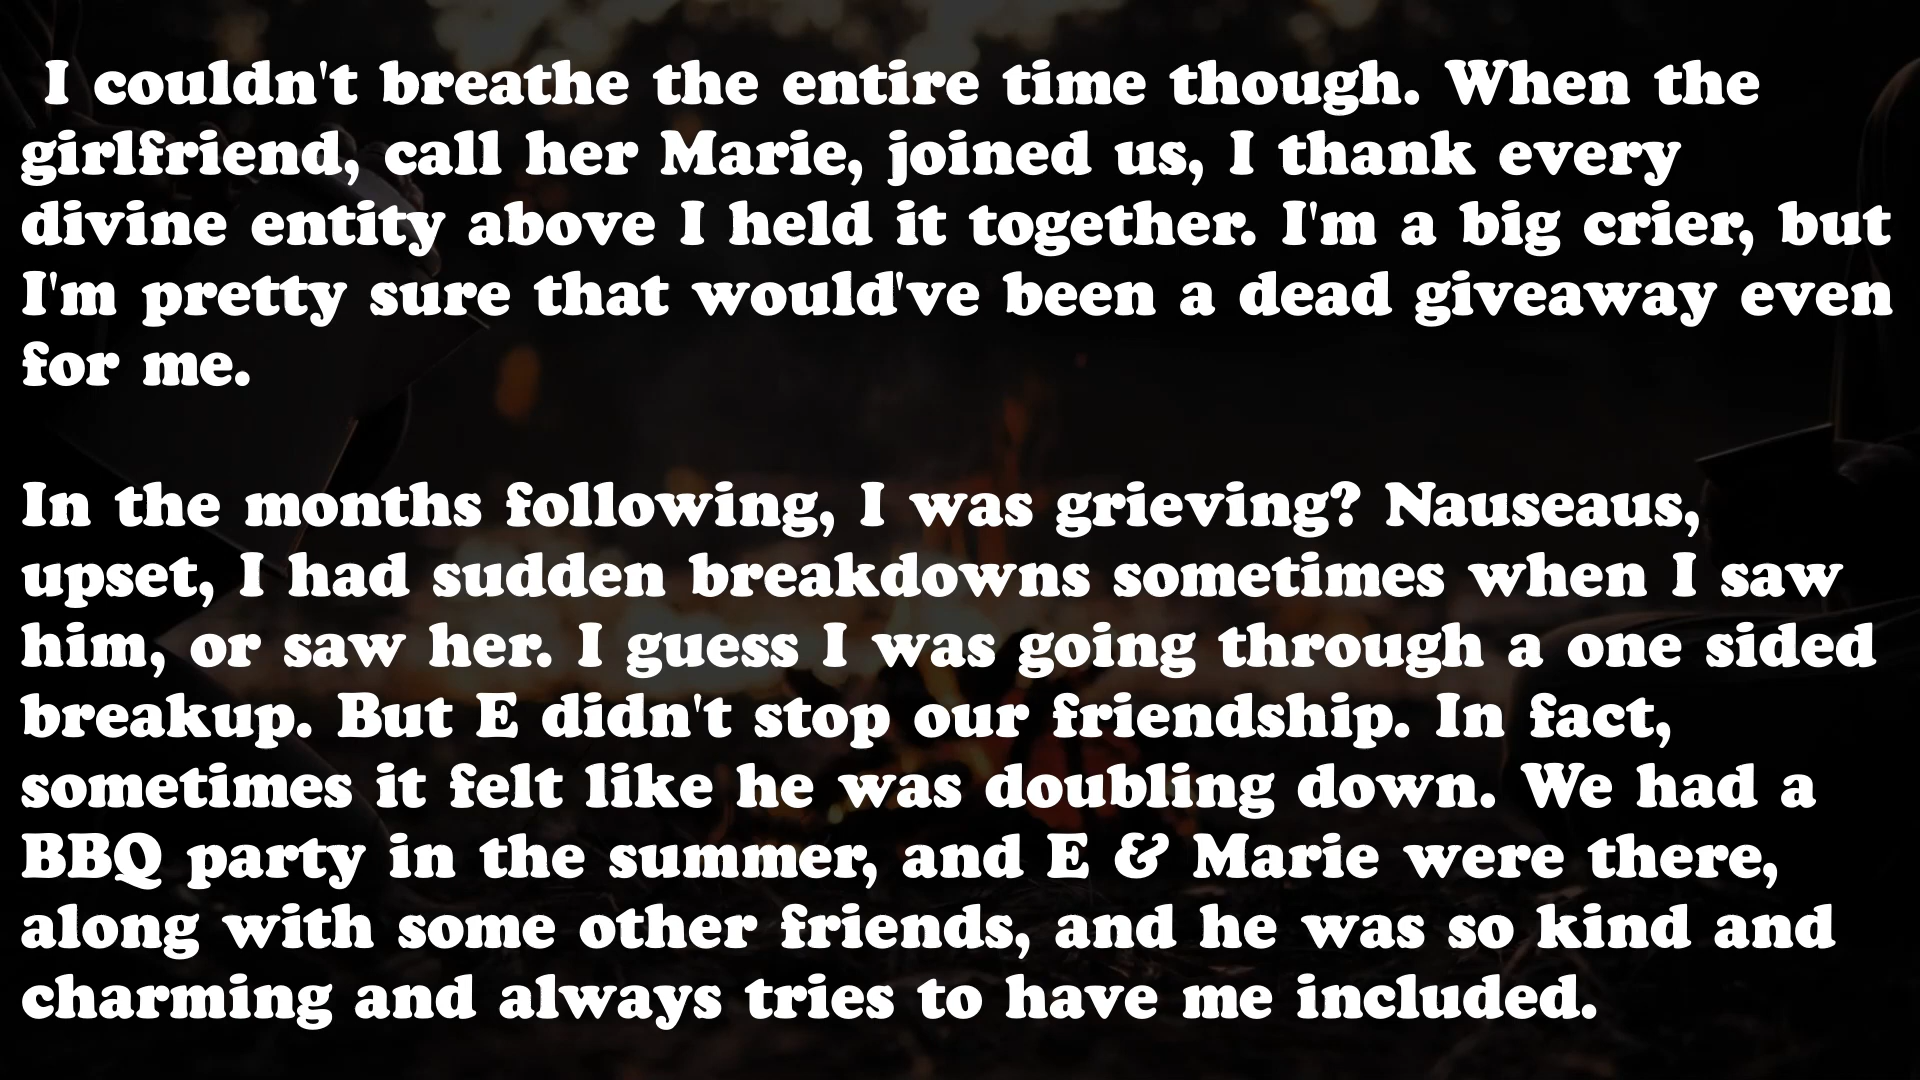 I couldn't breathe the entire time though. When the
girlfriend, call her Marie, joined us, I thank every
divine entity above I held it together. I'm a big crier, but
I'm pretty sure that would've been a dead giveaway even
for me.
In the months following, I was grieving? Nauseaus,
upset, I had sudden breakdowns sometimes when I saw
him, or saw her. I guess I was going through a one sided
breakup. But E didn't stop our friendship. In fact,
sometimes it felt like he was doubling down. We had a
BBQ party in the summer, and E & Marie were there,
along with some other friends, and he was so kind and
charming and always tries to have me included.